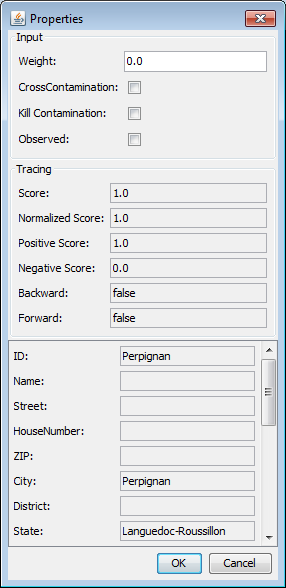 Properties
Input
Weight: 0.0
CrossContamination:
Kill Contamination:
Observed:
Tracing
Score: 1.0
Normalized Score: 1.0
Positive Score: 1.0
Negative Score: 0.0
Backward: false
Forward: false
ID: Perpignan
Name:
Street:
HouseNumber:
ZIP:
City: Perpignan
District:
State: Languedoc-Roussillon
OK Cancel